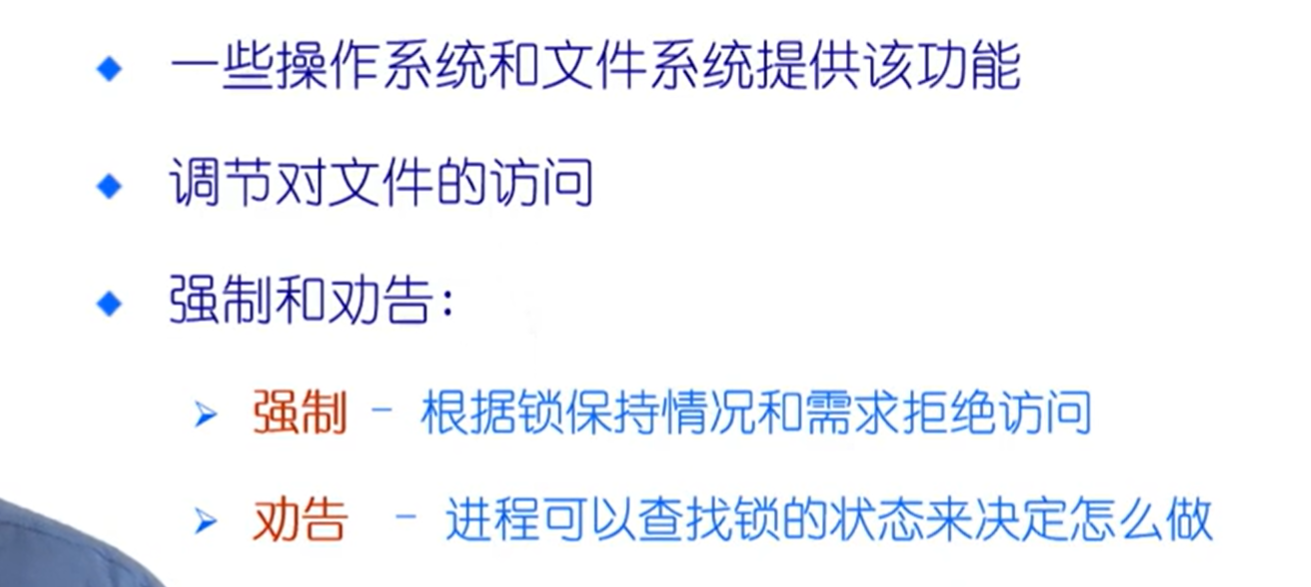 一些操作系统和文件系统提供该功能
调节对文件的访问
强制和劝告：
强制 - 根据锁保持情况和需求拒绝访问
劝告 - 进程可以查找锁的状态来决定怎么做